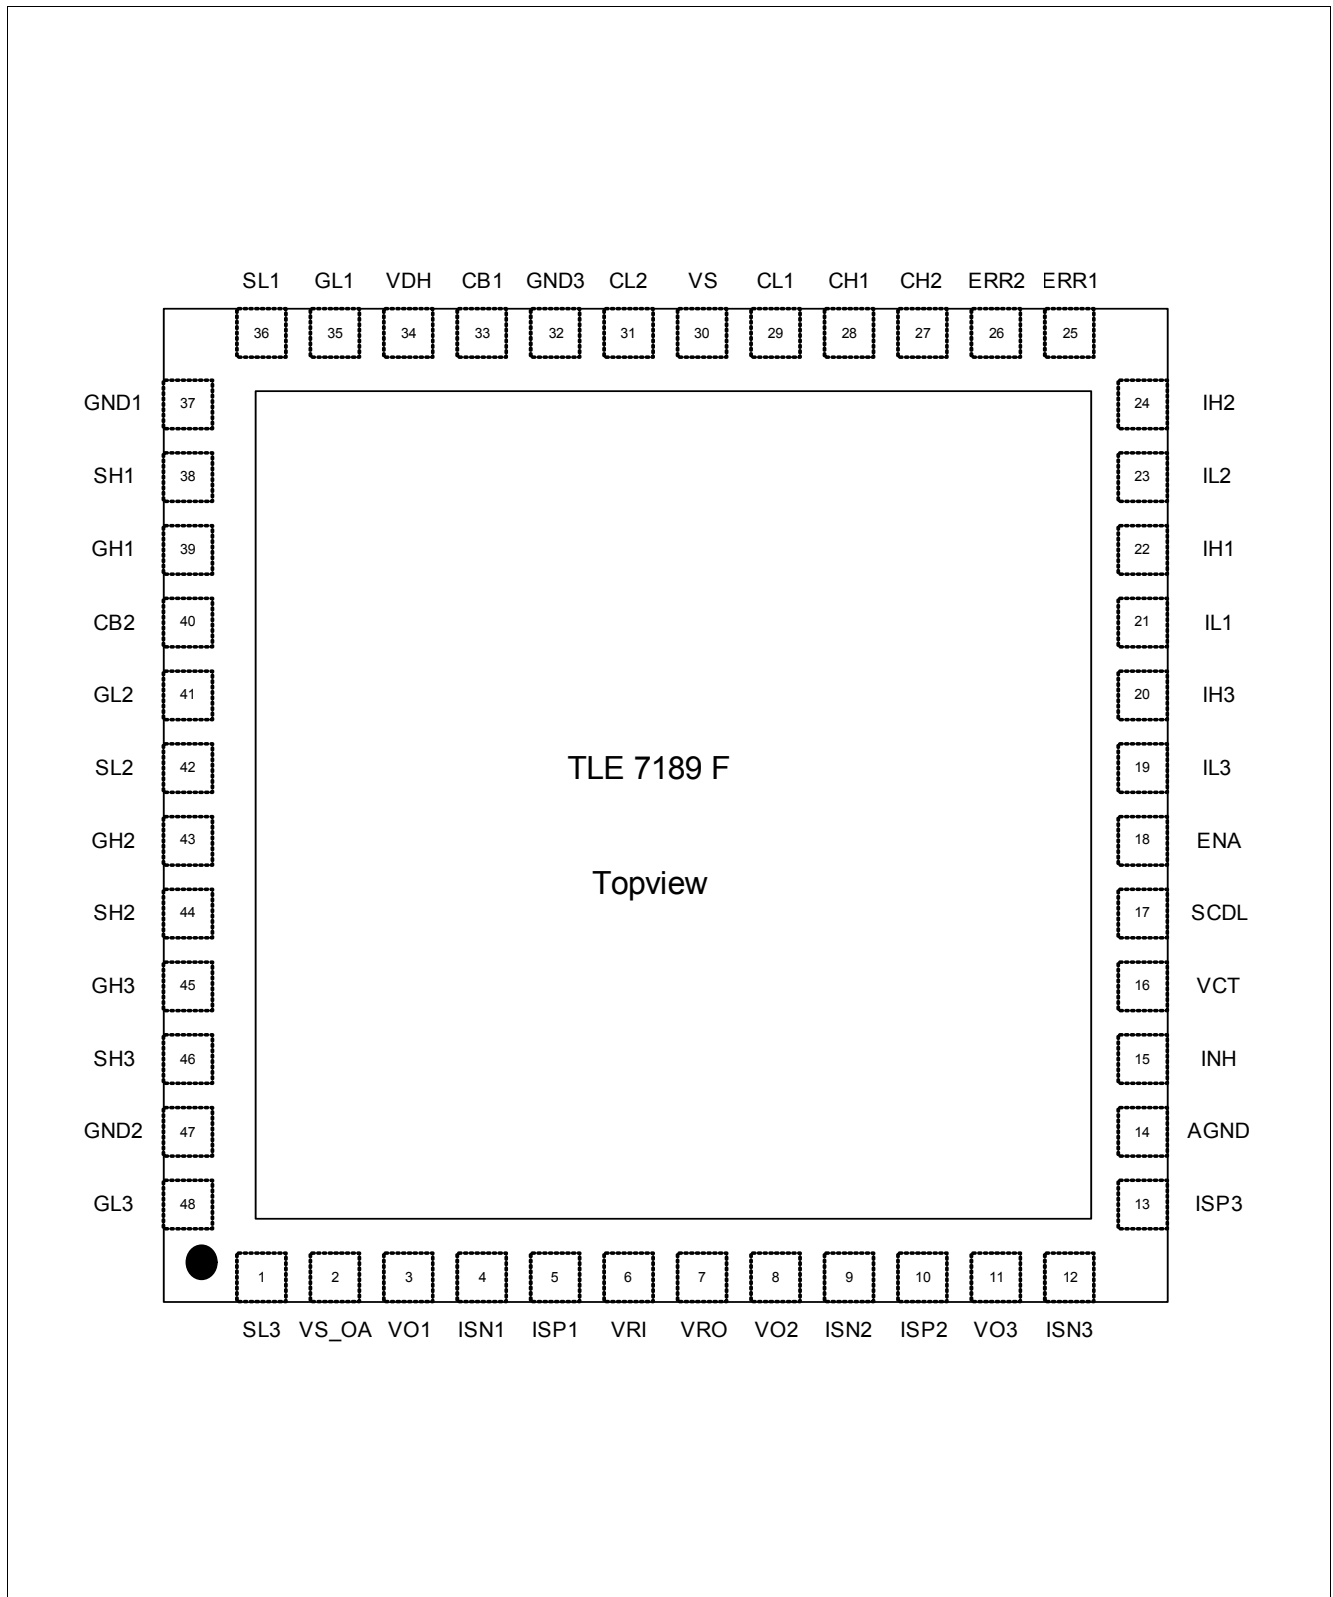 SL1 GL1 VDH CB1 GND3 CL2 VS CL1 CH1 CH2 ERR2 ERR1
36 35 34 33 32 31 30 29 28 27 26 25
GND1 37 24 IH2
SH1 38 23 IL2
GH1 39 22 IH1
CB2 40 21 IL1
GL2 41 20 IH3
SL2 42 TLE 7189 F 19 IL3
GH2 43 18 ENA
Topview
SH2 44 17 SCDL
GH3 45 16 VCT
SH3 46 15 INH
GND2 47 14 AGND
GL3 48 13 ISP3
1 2 3 4 5 6 7 8 9 10 11 12
SL3 VS_OA VO1 ISN1 ISP1 VRI VRO VO2 ISN2 ISP2 VO3 ISN3